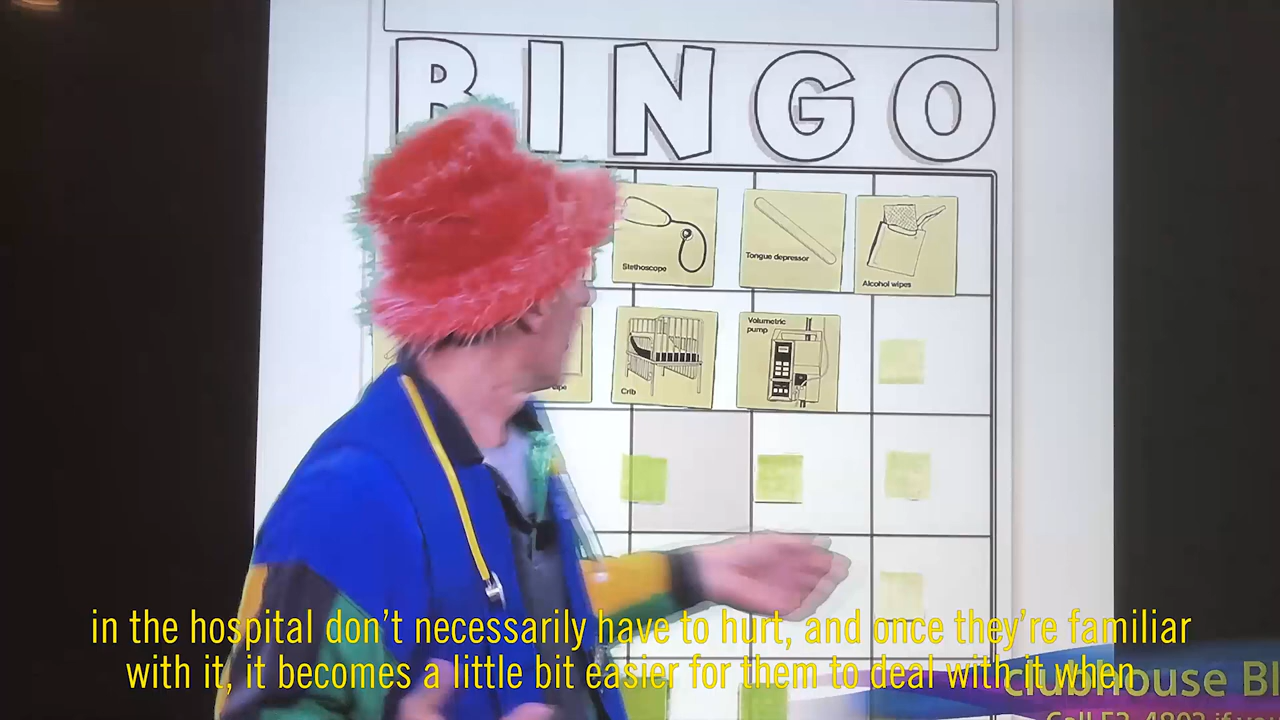 BINGO
Stethoscope
Tongue depressor
Alcohol wipes
Crib
Volumetric
pump
in the hospital don't necessarily have to hurt, and once they're familiar
with it, it becomes a little bit easier for them to deal with it when
clubhouse Bl